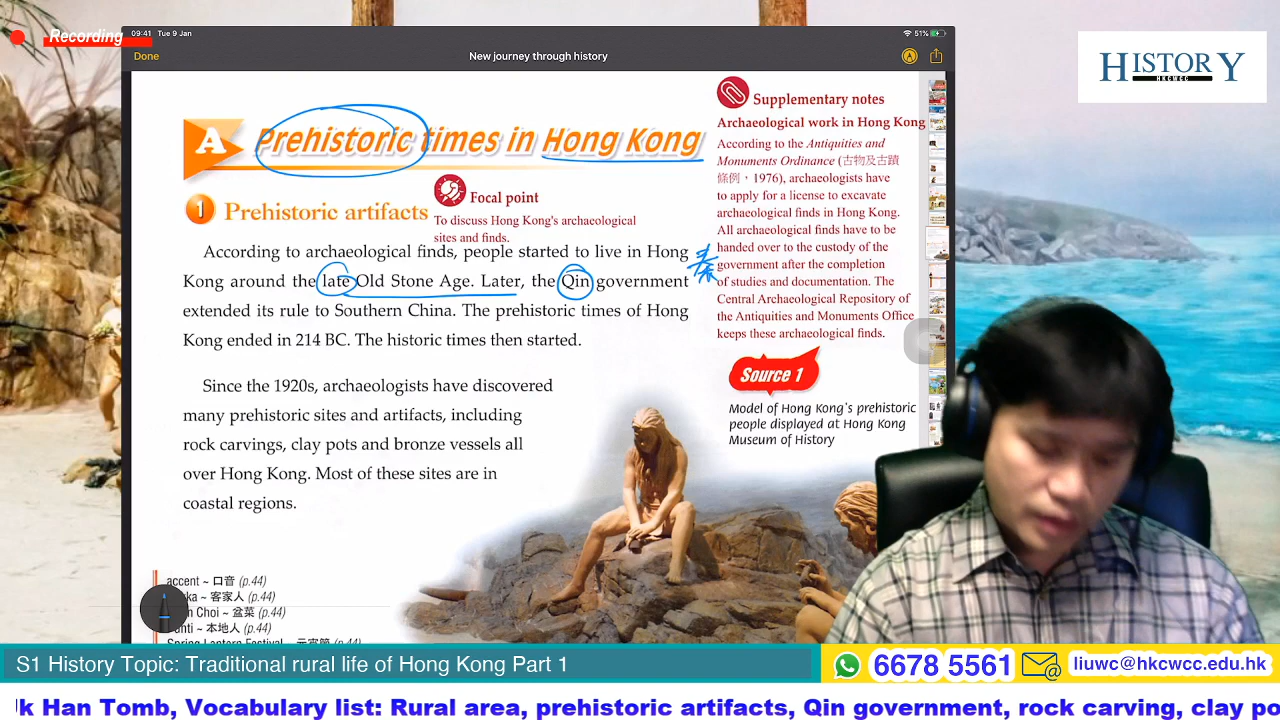 Recording
09:41 Tue 9 Jan
51%
Done
New journey through history
HISTORY
HKCWCC
A Prehistoric times in Hong Kong
1 Prehistoric artifacts
Focal point
To discuss Hong Kong's archaeological
sites and finds.
According to archaeological finds, people started to live in Hong
Kong around the late Old Stone Age. Later, the Qin government
extended its rule to Southern China. The prehistoric times of Hong
Kong ended in 214 BC. The historic times then started.
Since the 1920s, archaeologists have discovered
many prehistoric sites and artifacts, including
rock carvings, clay pots and bronze vessels all
over Hong Kong. Most of these sites are in
coastal regions.
Supplementary notes
Archaeological work in Hong Kong
According to the Antiquities and
Monuments Ordinance (古物及古蹟
條例，1976), archaeologists have
to apply for a license to excavate
archaeological finds in Hong Kong.
All archaeological finds have to be
handed over to the custody of the
government after the completion
of studies and documentation. The
Central Archaeological Repository of
the Antiquities and Monuments Office
keeps these archaeological finds.
Source 1
Model of Hong Kong's prehistoric
people displayed at Hong Kong
Museum of History
accent ~ 口音 (p.44)
~ 客家人 (p.44)
Choi ~ 盆菜 (p.44)
~ 本地人 (p.44)
S1 History Topic: Traditional rural life of Hong Kong Part 1
6678 5561
liuwc@hkcwcc.edu.hk
Han Tomb, Vocabulary list: Rural area, prehistoric artifacts, Qin government, rock carving, clay